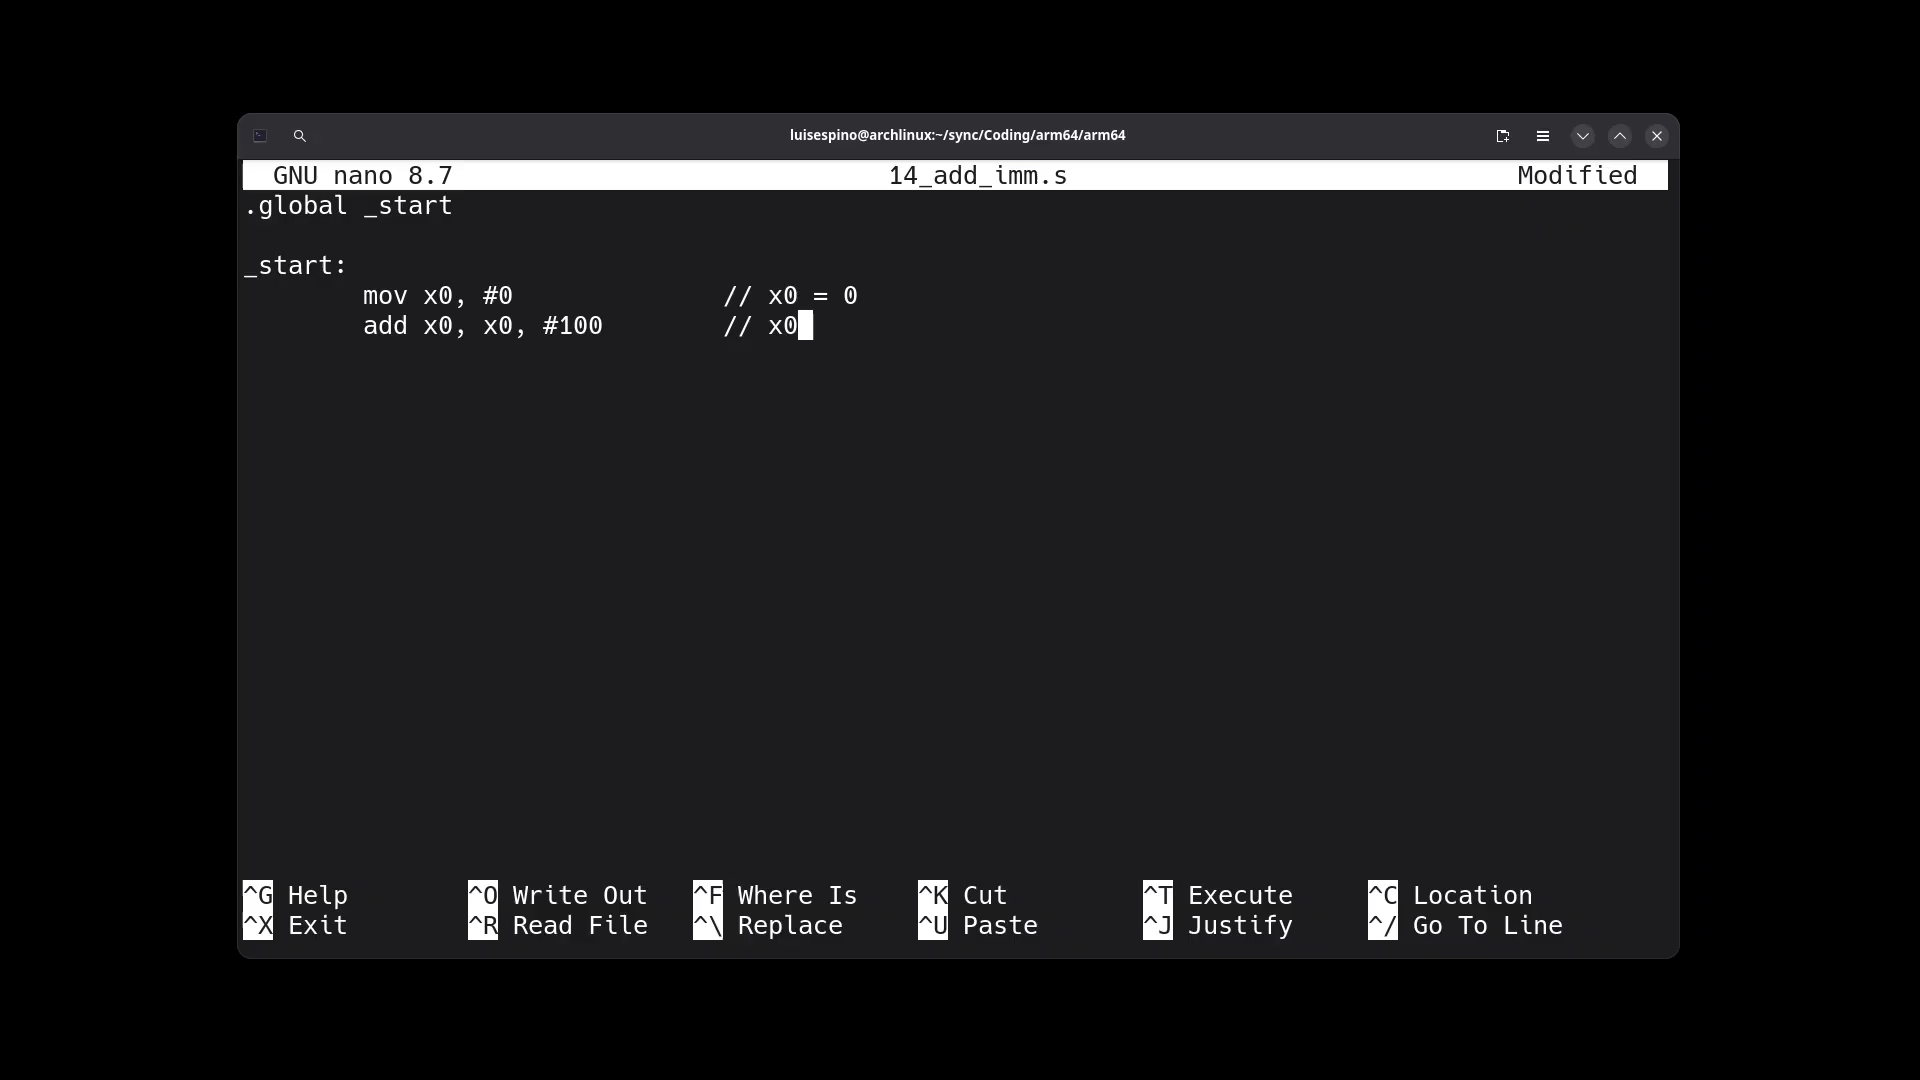 luisespino@archlinux:~/sync/Coding/arm64/arm64
GNU nano 8.7 14_add_imm.s Modified
.global _start
_start:
mov x0, #0 // x0 = 0
add x0, x0, #100 // x0
^G Help ^O Write Out ^F Where Is ^K Cut ^T Execute ^C Location
^X Exit ^R Read File ^\ Replace ^U Paste ^J Justify ^/ Go To Line